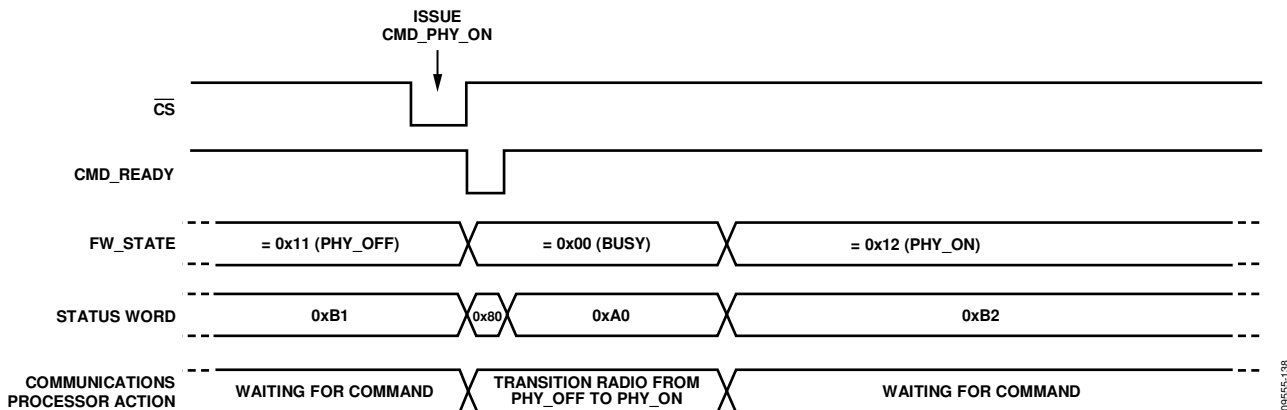 ISSUE
CMD_PHY_ON
CS
CMD_READY
FW_STATE
= 0x11 (PHY_OFF)
= 0x00 (BUSY)
= 0x12 (PHY_ON)
STATUS WORD
0xB1
0x80
0xA0
0xB2
COMMUNICATIONS
PROCESSOR ACTION
WAITING FOR COMMAND
TRANSITION RADIO FROM
PHY_OFF TO PHY_ON
WAITING FOR COMMAND
09555-138